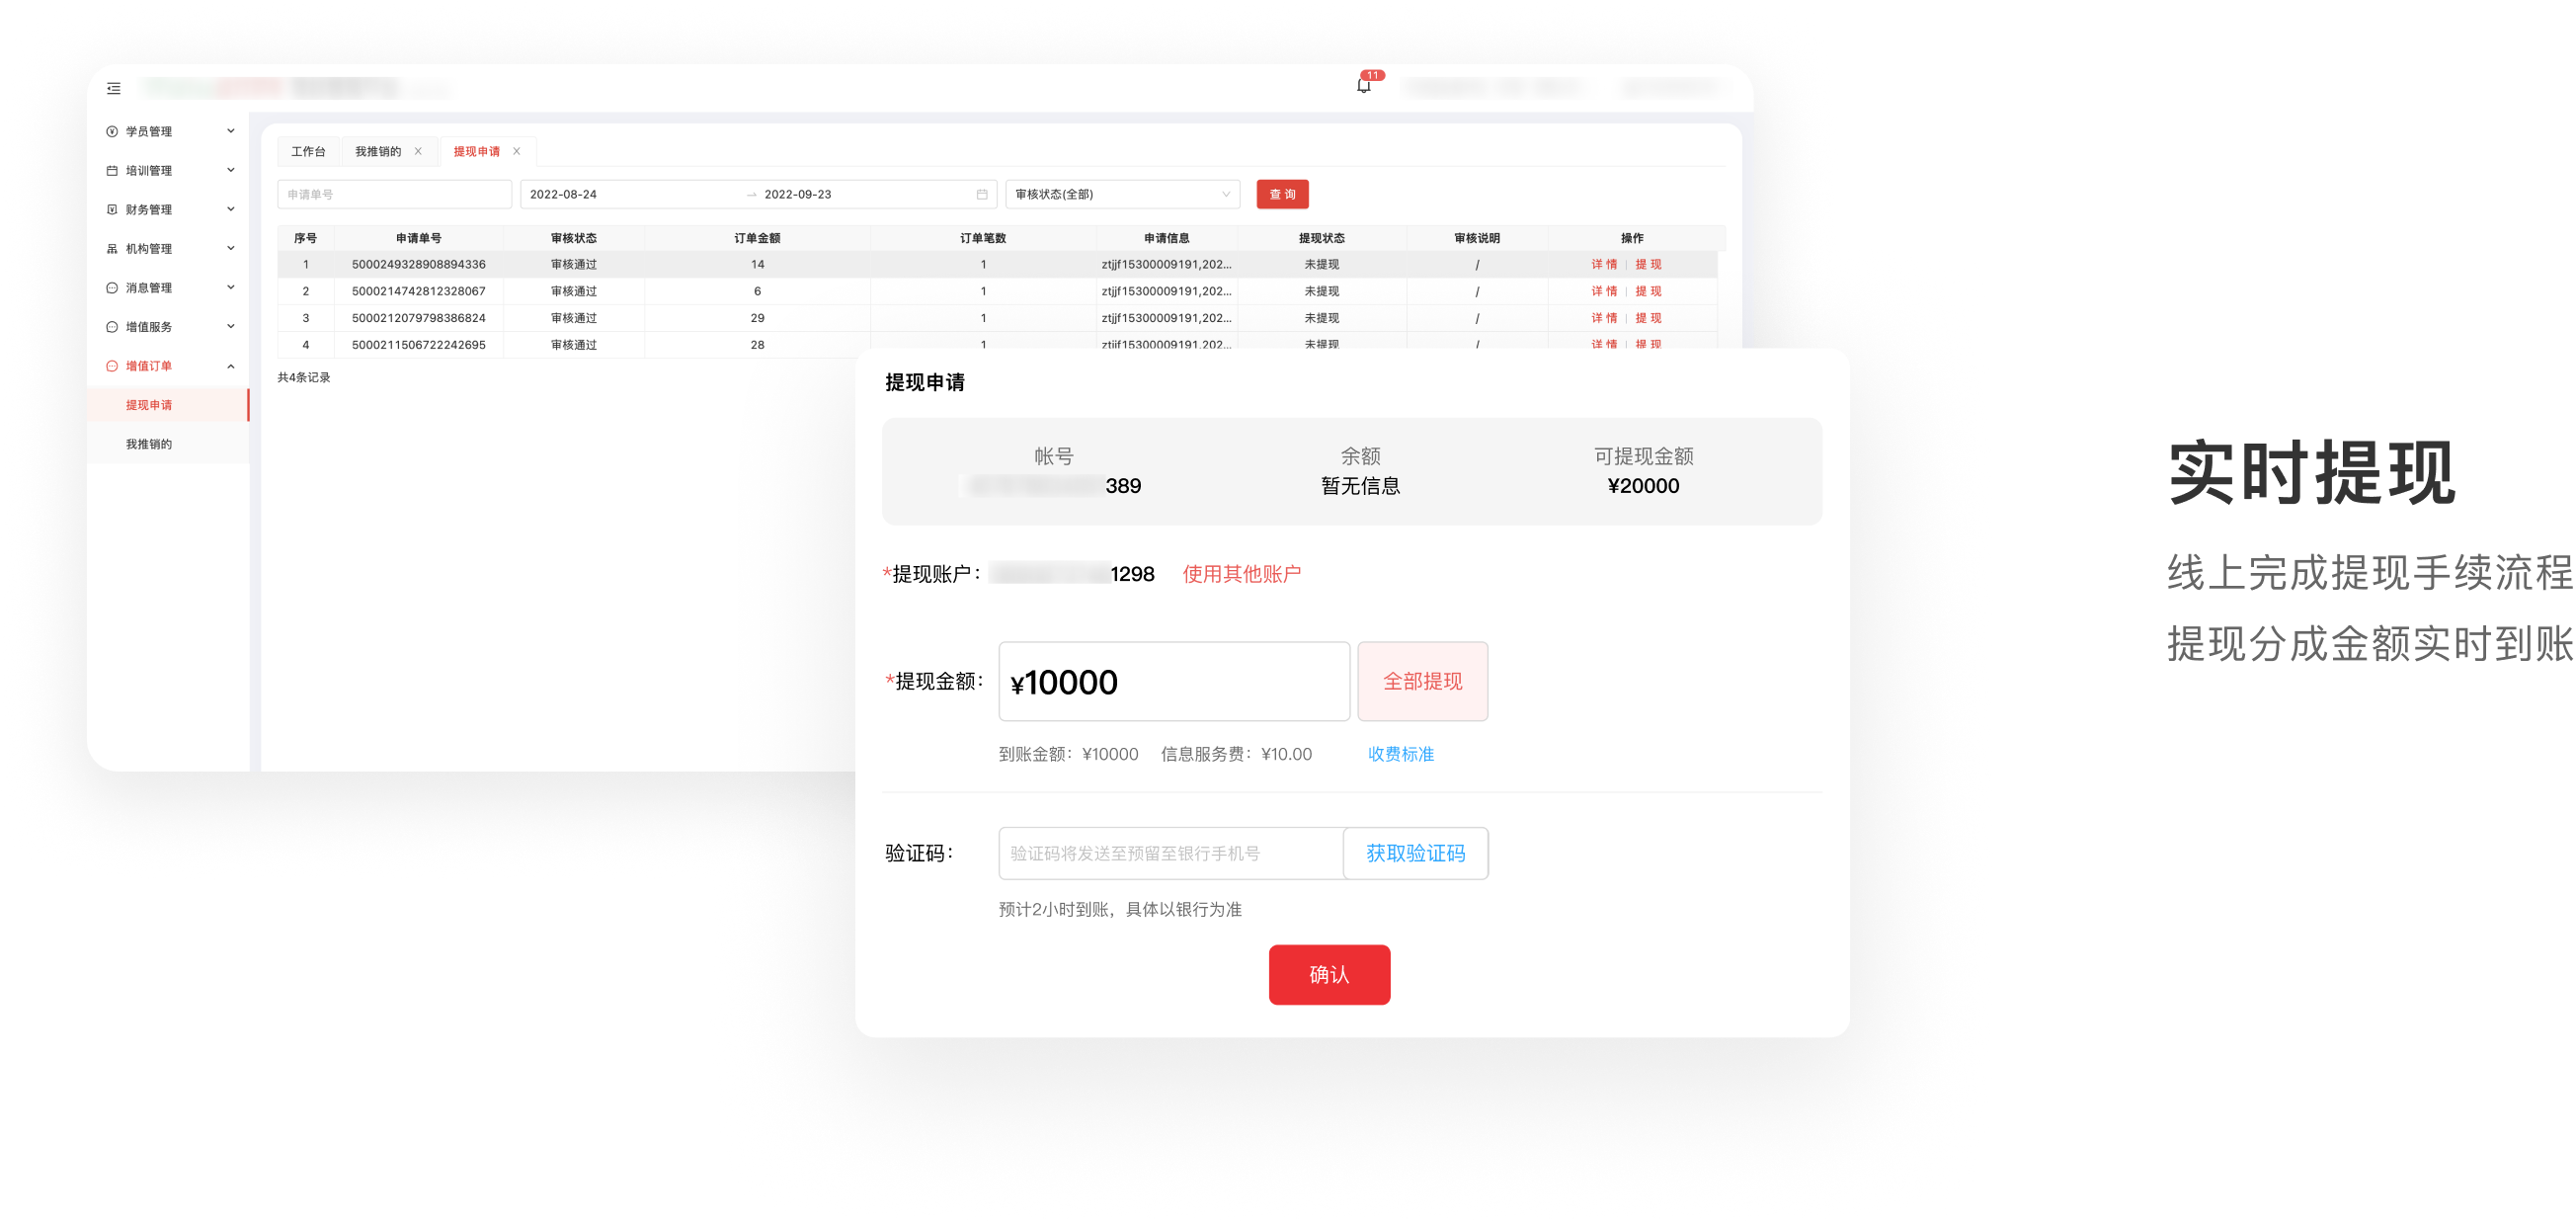 11
学员管理
培训管理
财务管理
机构管理
消息管理
增值服务
增值订单
提现申请
我推销的
工作台 我推销的 × 提现申请 ×
申请单号 2022-08-24 → 2022-09-23 审核状态(全部) 查询
序号 申请单号 审核状态 订单金额 订单笔数 申请信息 提现状态 审核说明 操作
1 5000249328908894336 审核通过 14 1 ztjjf15300009191,202... 未提现 / 详情 | 提现
2 5000214742812328067 审核通过 6 1 ztjjf15300009191,202... 未提现 / 详情 | 提现
3 5000212079798386824 审核通过 29 1 ztjjf15300009191,202... 未提现 / 详情 | 提现
4 5000211506722242695 审核通过 28 1 ztjjf15300009191,202... 未提现 / 详情 | 提现
共4条记录
提现申请
帐号 余额 可提现金额
389 暂无信息 ¥20000
*提现账户： 1298 使用其他账户
*提现金额： ¥10000 全部提现
到账金额：¥10000 信息服务费：¥10.00 收费标准
验证码： 验证码将发送至预留至银行手机号 获取验证码
预计2小时到账，具体以银行为准
确认
实时提现
线上完成提现手续流程
提现分成金额实时到账